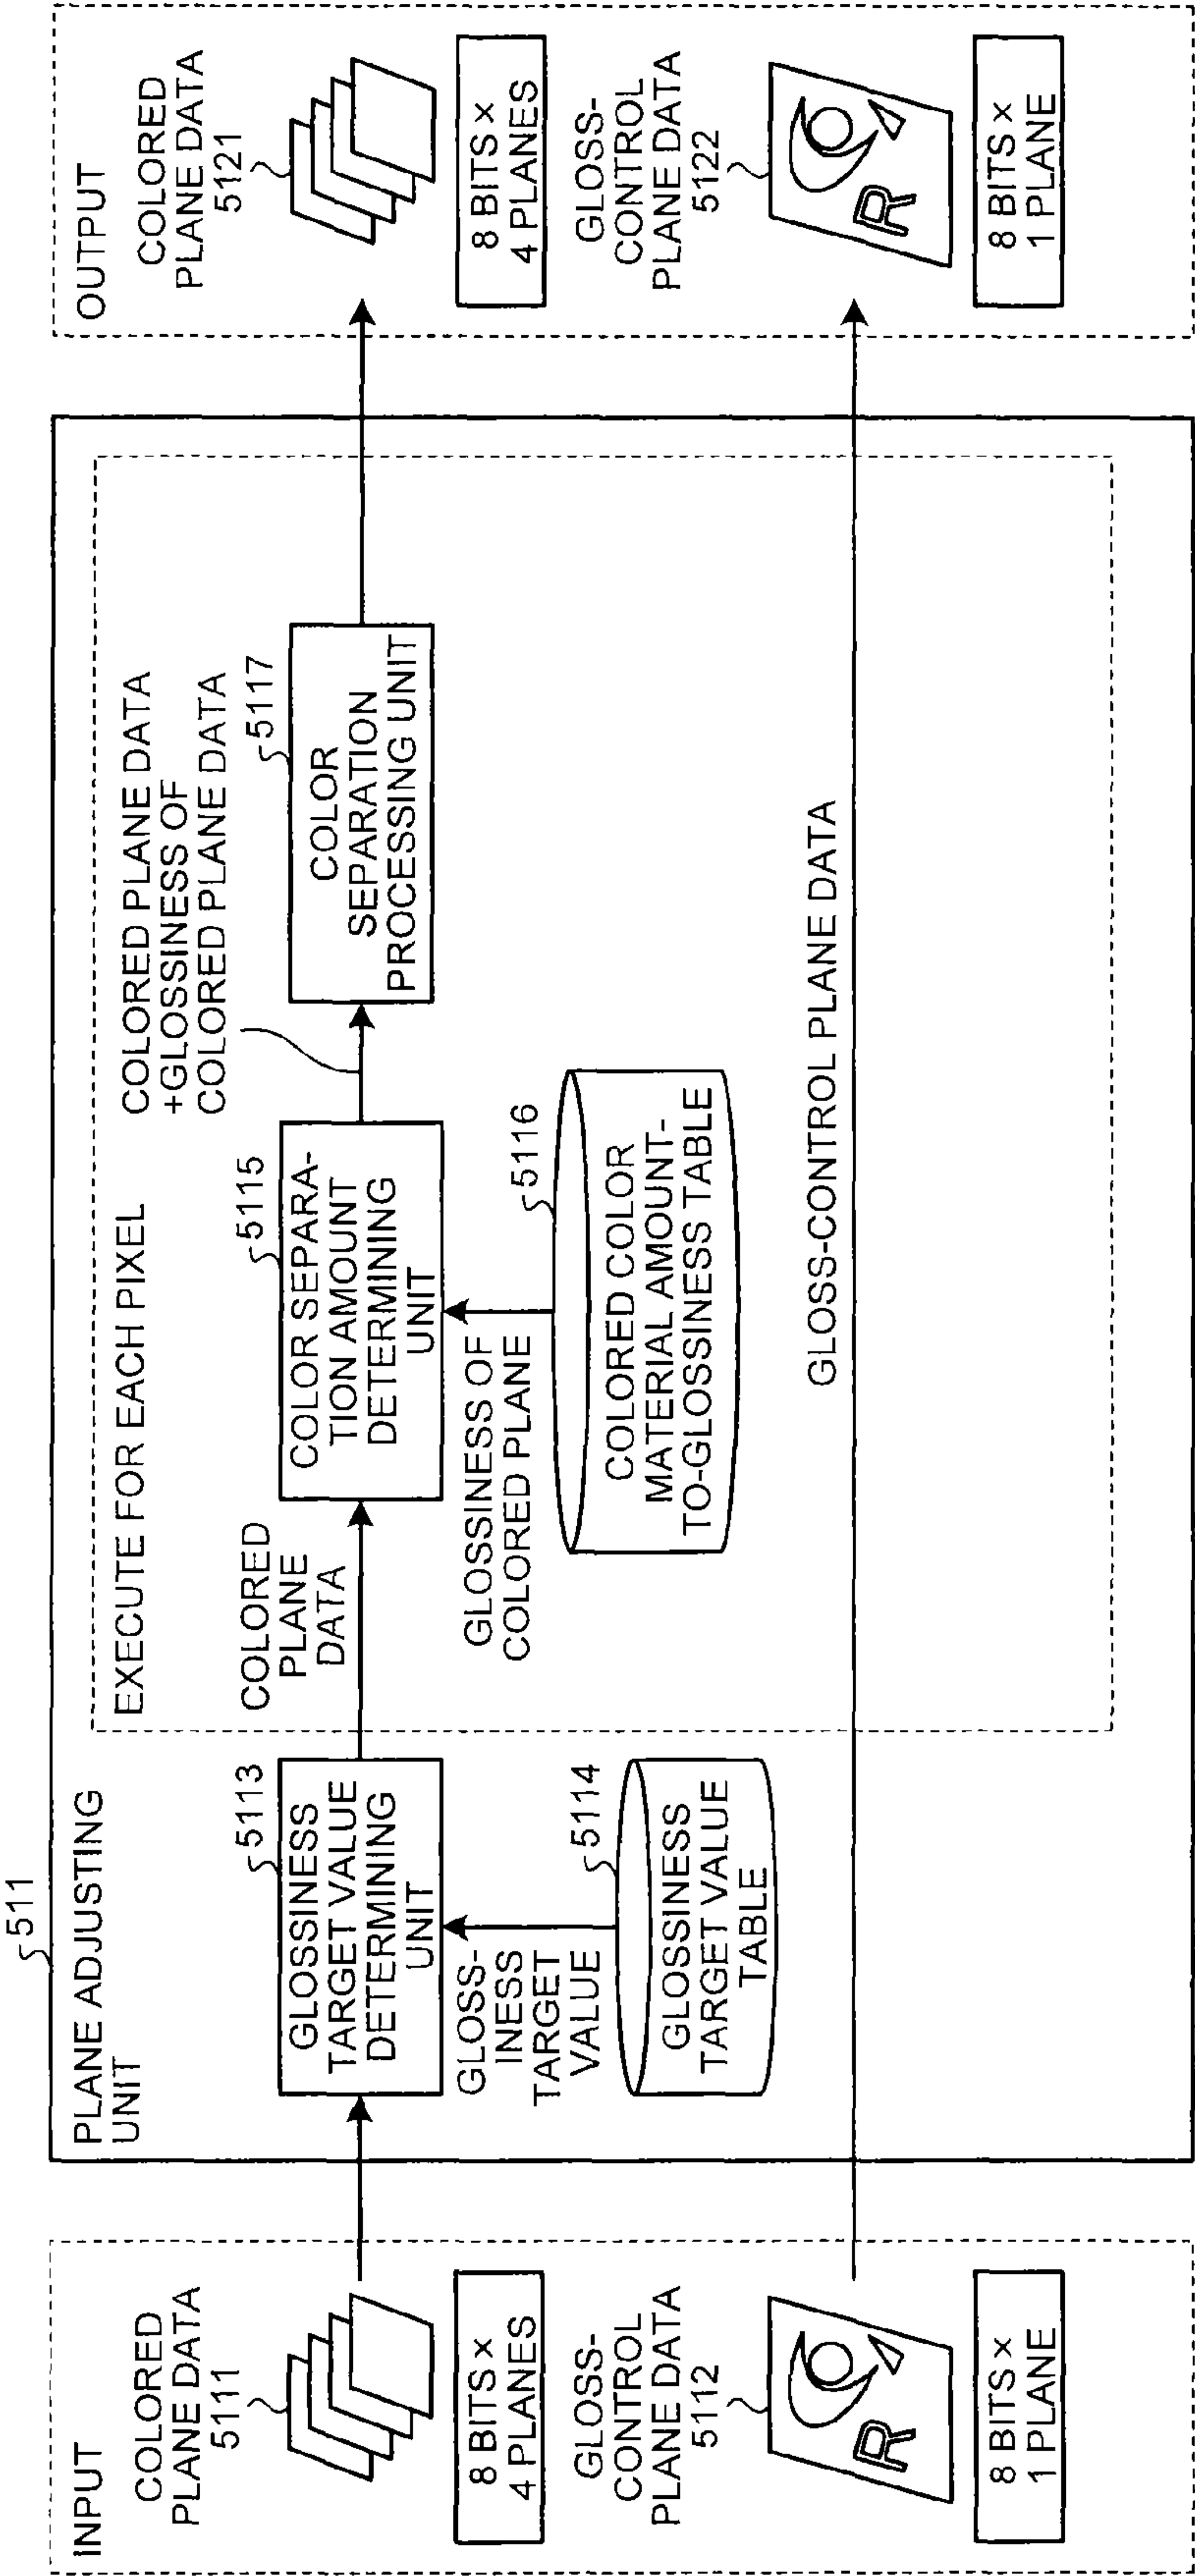 511
INPUT
COLORED
PLANE DATA
5111
8 BITS ×
4 PLANES
GLOSS-
CONTROL
PLANE DATA
5112
R
8 BITS ×
1 PLANE
PLANE ADJUSTING
UNIT
5113
GLOSSINESS
TARGET VALUE
DETERMINING
UNIT
GLOSS-
INESS
TARGET
VALUE
5114
GLOSSINESS
TARGET VALUE
TABLE
EXECUTE FOR EACH PIXEL
COLORED
PLANE
DATA
5115
COLOR SEPARA-
TION AMOUNT
DETERMINING
UNIT
GLOSSINESS OF
COLORED PLANE
5116
COLORED COLOR
MATERIAL AMOUNT-
TO-GLOSSINESS TABLE
COLORED PLANE DATA
+GLOSSINESS OF
COLORED PLANE DATA
5117
COLOR
SEPARATION
PROCESSING UNIT
GLOSS-CONTROL PLANE DATA
OUTPUT
COLORED
PLANE DATA
5121
8 BITS ×
4 PLANES
GLOSS-
CONTROL
PLANE DATA
5122
R
8 BITS ×
1 PLANE